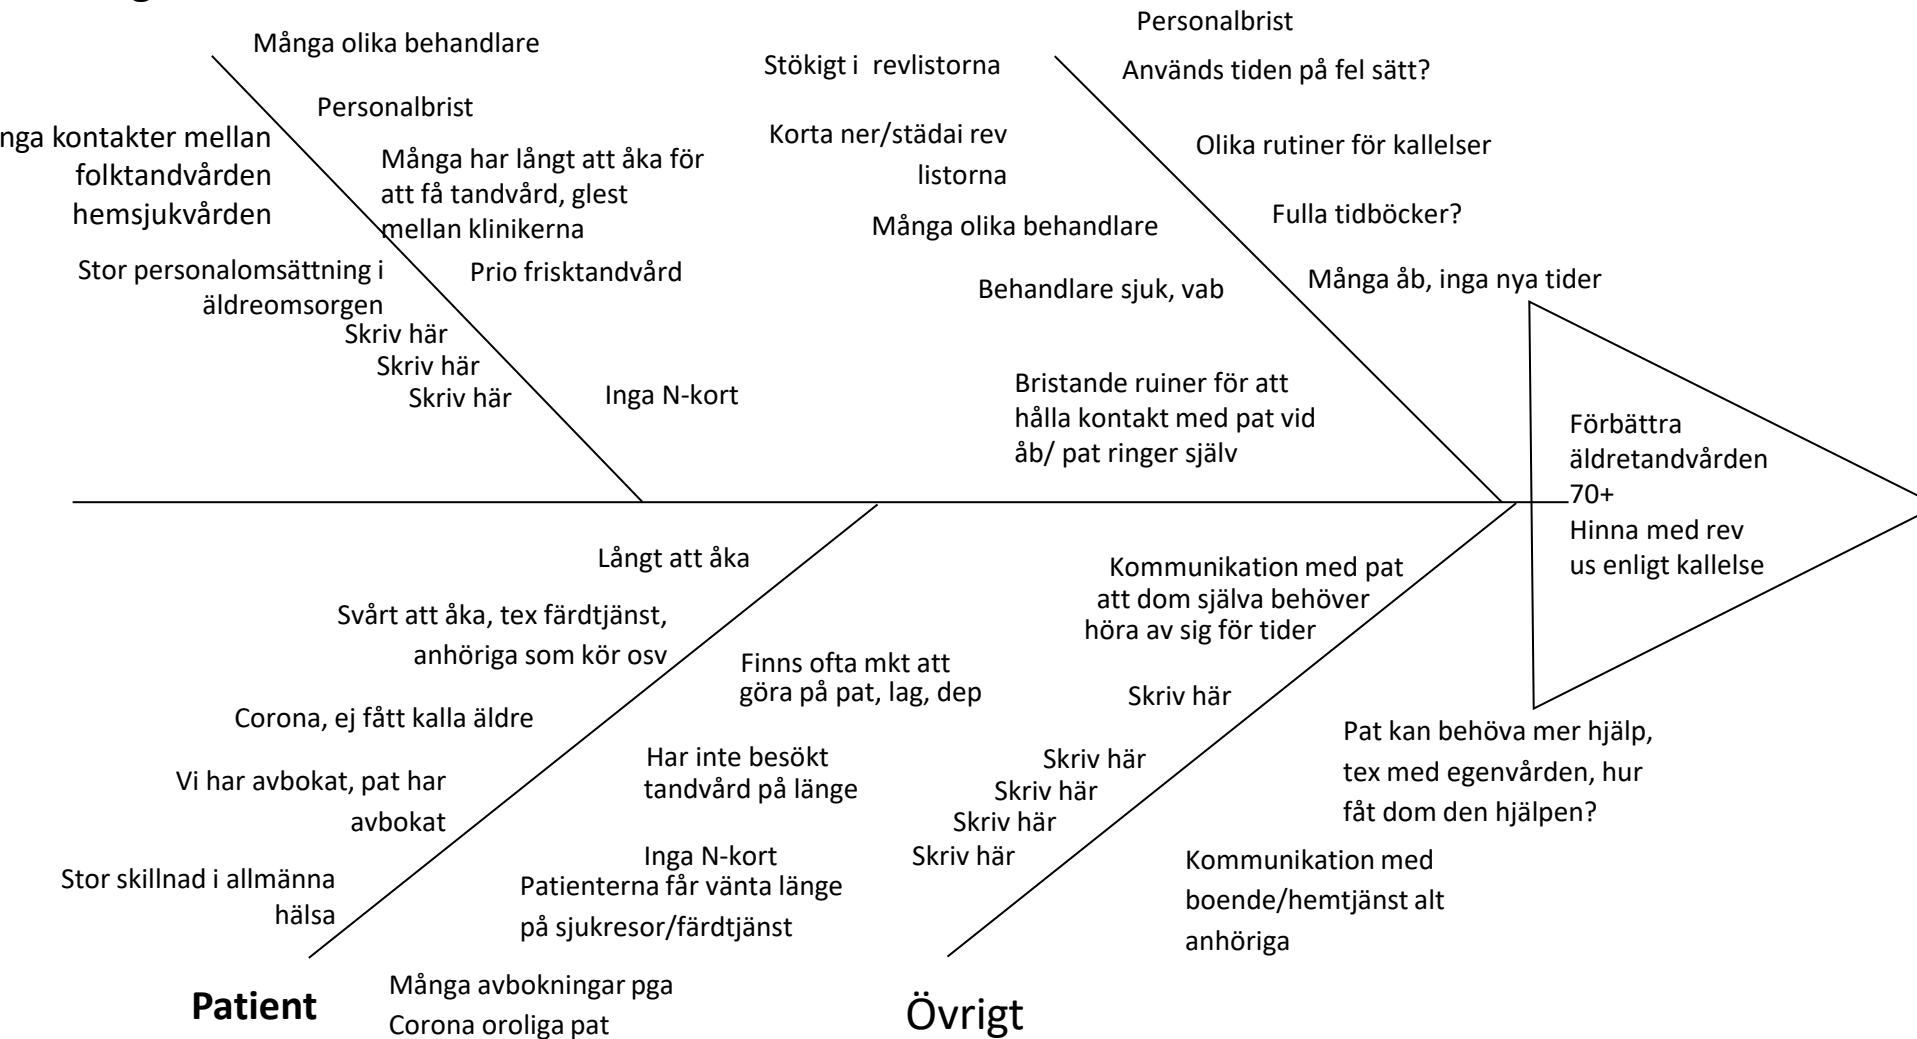 Många olika behandlare
Personalbrist
nga kontakter mellan
folktandvården
hemsjukvården
Många har långt att åka för
att få tandvård, glest
mellan klinikerna
Stor personalomsättning i
äldreomsorgen
Prio frisktandvård
Skriv här
Skriv här
Skriv här
Inga N-kort
Stökigt i revlistorna
Korta ner/städai rev
listorna
Många olika behandlare
Behandlare sjuk, vab
Bristande ruiner för att
hålla kontakt med pat vid
åb/ pat ringer själv
Personalbrist
Används tiden på fel sätt?
Olika rutiner för kallelser
Fulla tidböcker?
Många åb, inga nya tider
Förbättra
äldretandvården
70+
Hinna med rev
us enligt kallelse
Långt att åka
Svårt att åka, tex färdtjänst,
anhöriga som kör osv
Corona, ej fått kalla äldre
Vi har avbokat, pat har
avbokat
Stor skillnad i allmänna
hälsa
Finns ofta mkt att
göra på pat, lag, dep
Har inte besökt
tandvård på länge
Inga N-kort
Patienterna får vänta länge
på sjukresor/färdtjänst
Många avbokningar pga
Corona oroliga pat
Patient
Kommunikation med pat
att dom själva behöver
höra av sig för tider
Skriv här
Skriv här
Skriv här
Skriv här
Skriv här
Pat kan behöva mer hjälp,
tex med egenvården, hur
fåt dom den hjälpen?
Kommunikation med
boende/hemtjänst alt
anhöriga
Övrigt